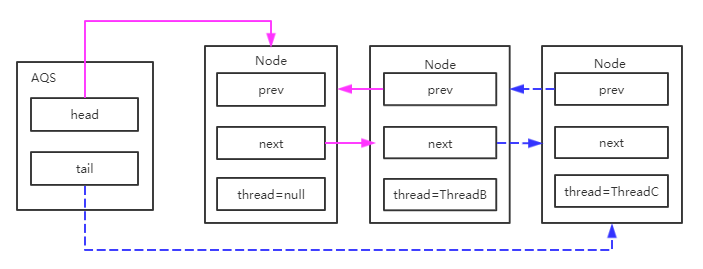 AQS
head
tail
Node
prev
next
thread=null
Node
prev
next
thread=ThreadB
Node
prev
next
thread=ThreadC